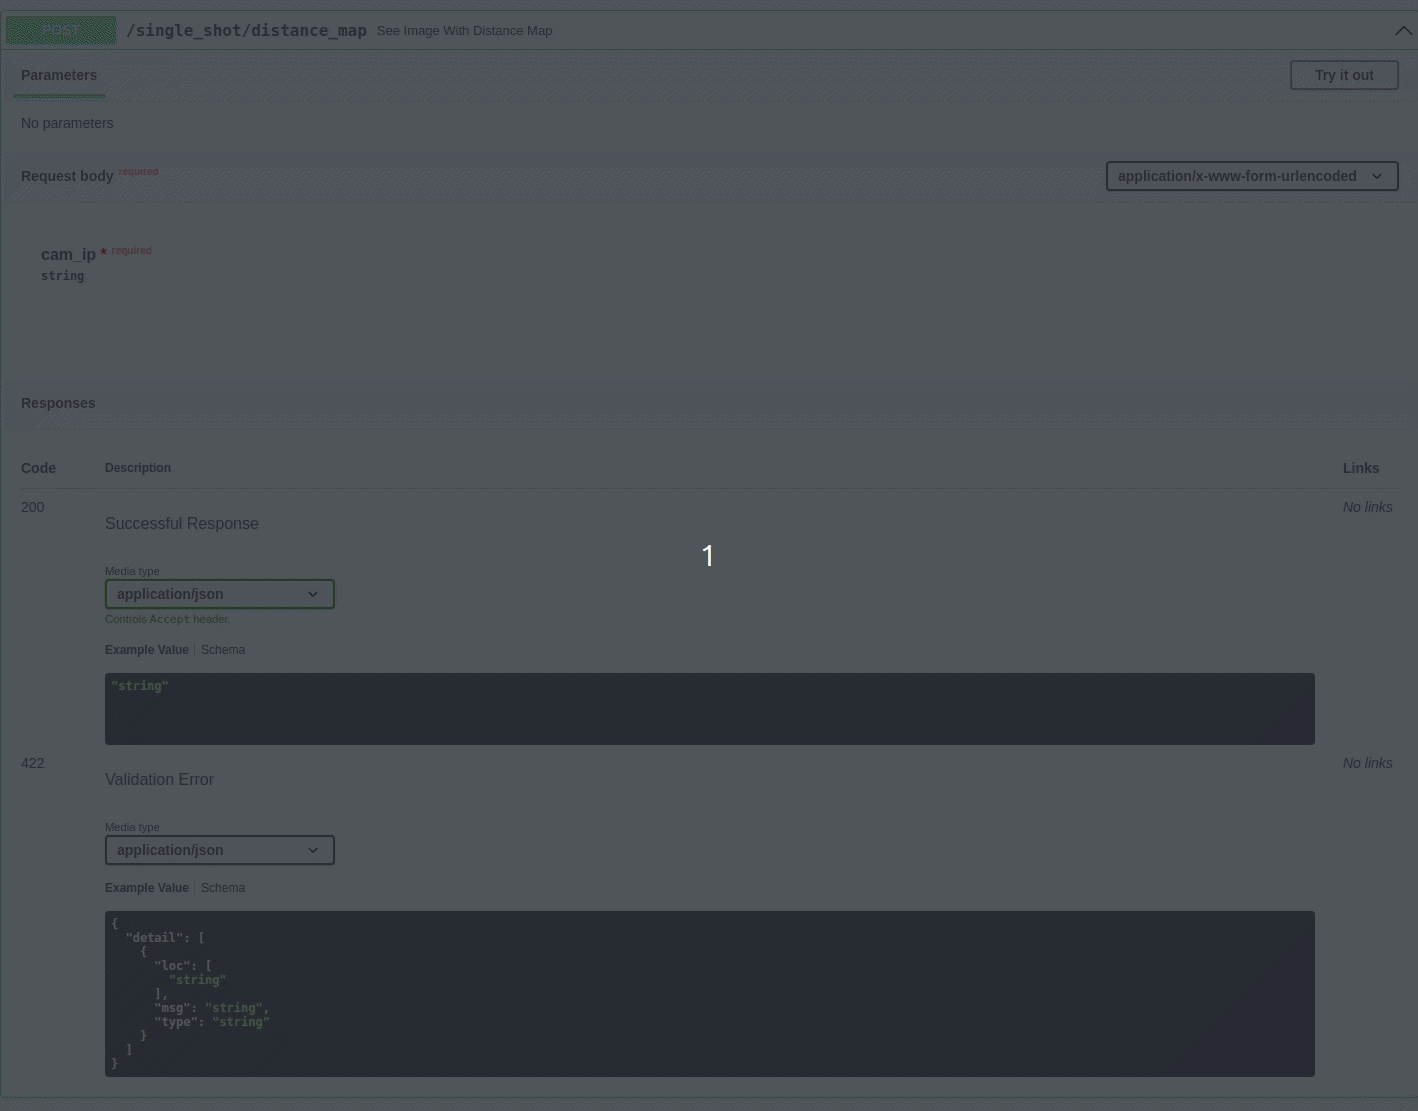 POST /single_shot/distance_map See Image With Distance Map
Parameters Try it out
No parameters
Request body required application/x-www-form-urlencoded
cam_ip * required
string
Responses
Code Description Links
200 No links
Successful Response
1
Media type
application/json
Controls Accept header.
Example Value Schema
"string"
422 No links
Validation Error
Media type
application/json
Example Value Schema
{
"detail": [
{
"loc": [
"string"
],
"msg": "string",
"type": "string"
}
]
}